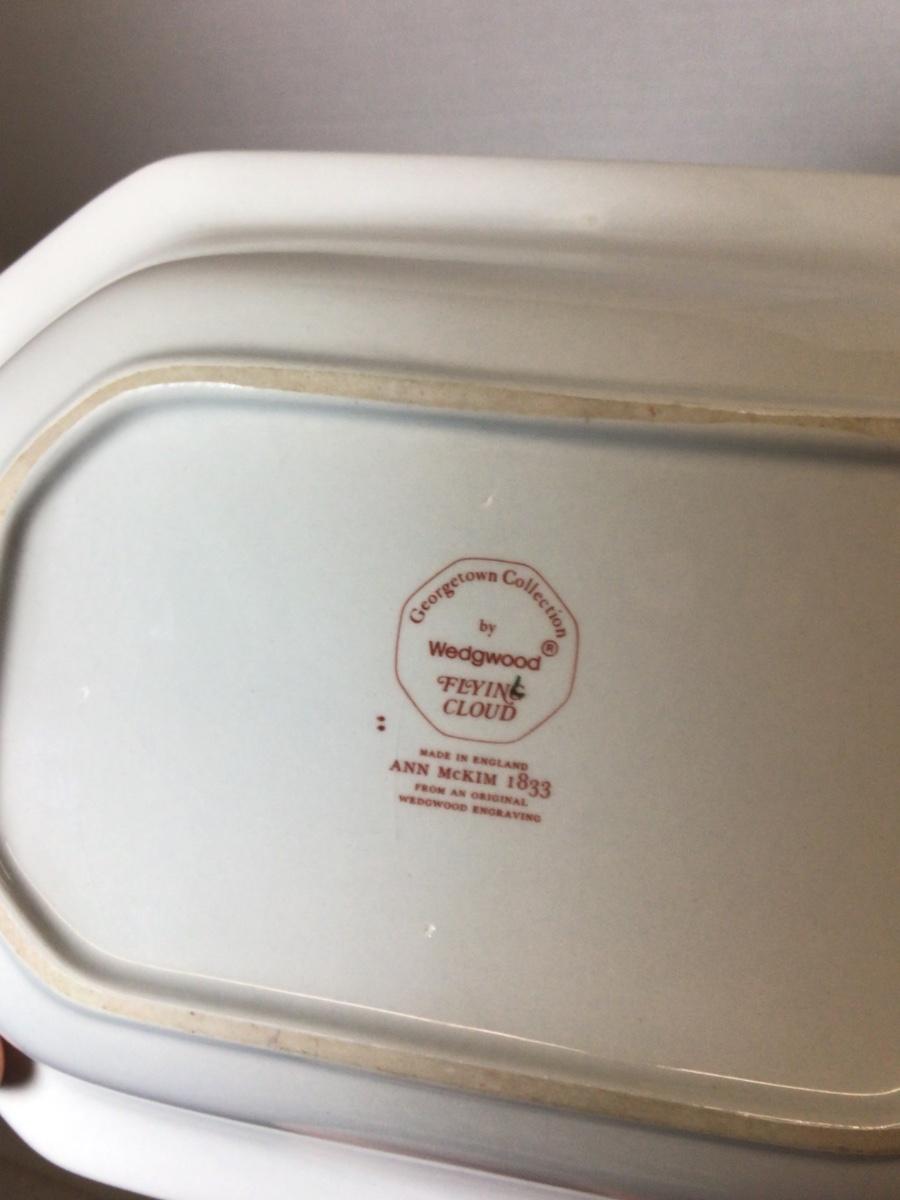 Georgetown Collection
by
Wedgwood®
FLYING
CLOUD
MADE IN ENGLAND
ANN McKIM 1833
FROM AN ORIGINAL
WEDGWOOD ENGRAVING